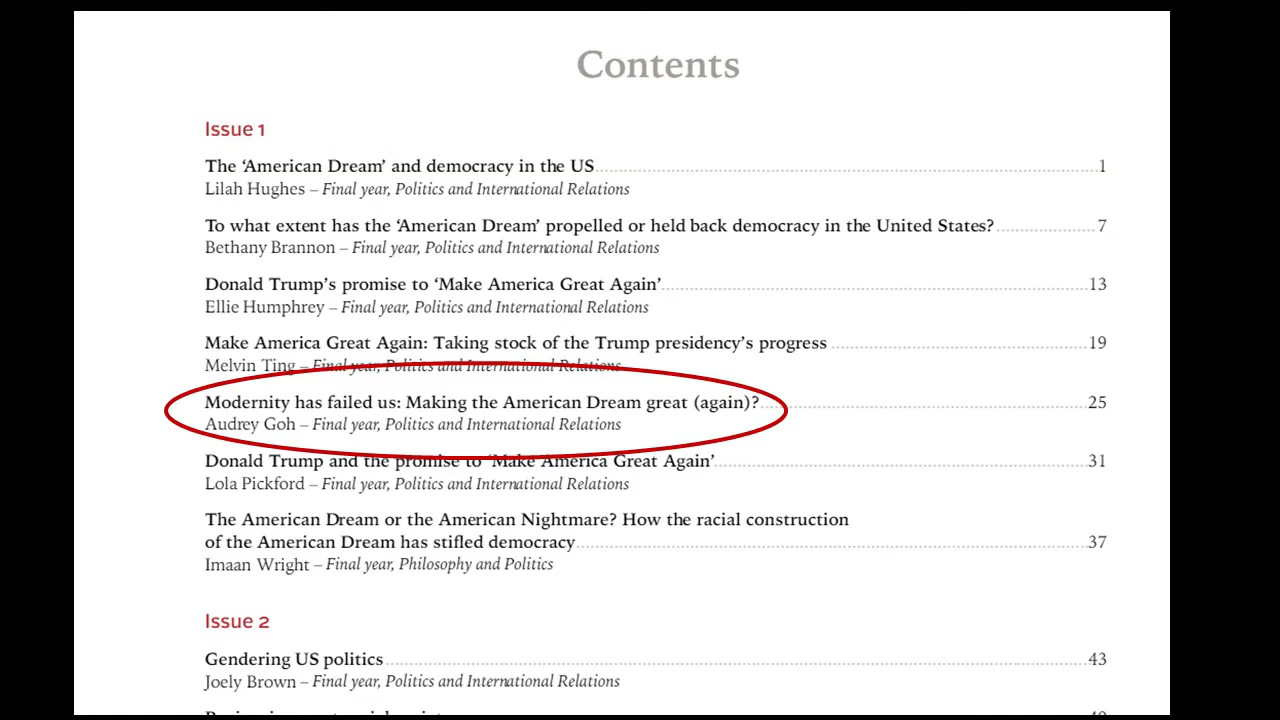 Contents
Issue 1
The ‘American Dream’ and democracy in the US 1
Lilah Hughes – Final year, Politics and International Relations
To what extent has the ‘American Dream’ propelled or held back democracy in the United States? 7
Bethany Brannon – Final year, Politics and International Relations
Donald Trump’s promise to ‘Make America Great Again’ 13
Ellie Humphrey – Final year, Politics and International Relations
Make America Great Again: Taking stock of the Trump presidency’s progress 19
Melvin Ting – Final year, Politics and International Relations
Modernity has failed us: Making the American Dream great (again)? 25
Audrey Goh – Final year, Politics and International Relations
Donald Trump and the promise to ‘Make America Great Again’ 31
Lola Pickford – Final year, Politics and International Relations
The American Dream or the American Nightmare? How the racial construction
of the American Dream has stifled democracy 37
Imaan Wright – Final year, Philosophy and Politics
Issue 2
Gendering US politics 43
Joely Brown – Final year, Politics and International Relations